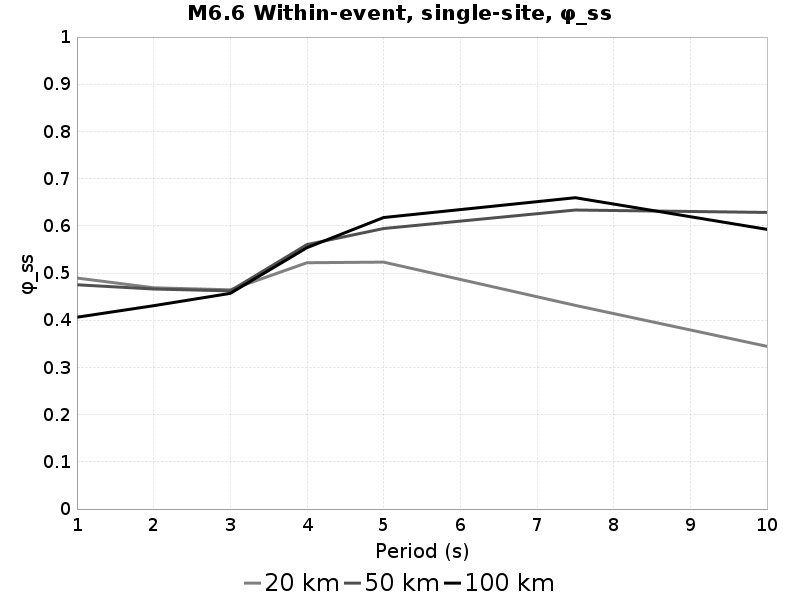 M6.6 Within-event, single-site, φ_ss
1
0.9
0.8
0.7
0.6
0.5
0.4
0.3
0.2
0.1
0
φ_ss
1 2 3 4 5 6 7 8 9 10
Period (s)
20 km 50 km 100 km